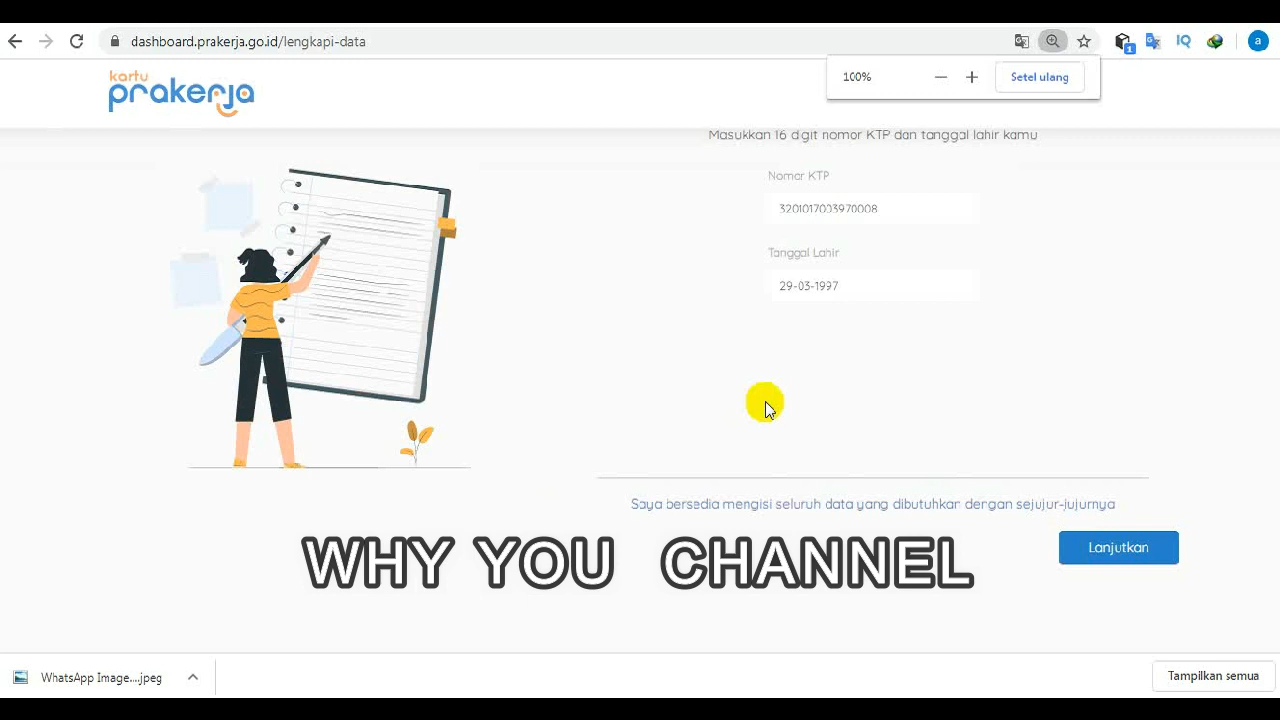 dashboard.prakerja.go.id/lengkapi-data
IQ
1
a
kartu
prakerja
100%
Setel ulang
Masukkan 16 digit nomor KTP dan tanggal lahir kamu
Nomor KTP
3201017003970008
Tanggal Lahir
29-03-1997
Saya bersedia mengisi seluruh data yang dibutuhkan dengan sejujur-jujurnya
Lanjutkan
WHY YOU CHANNEL
WhatsApp Image....jpeg
Tampilkan semua